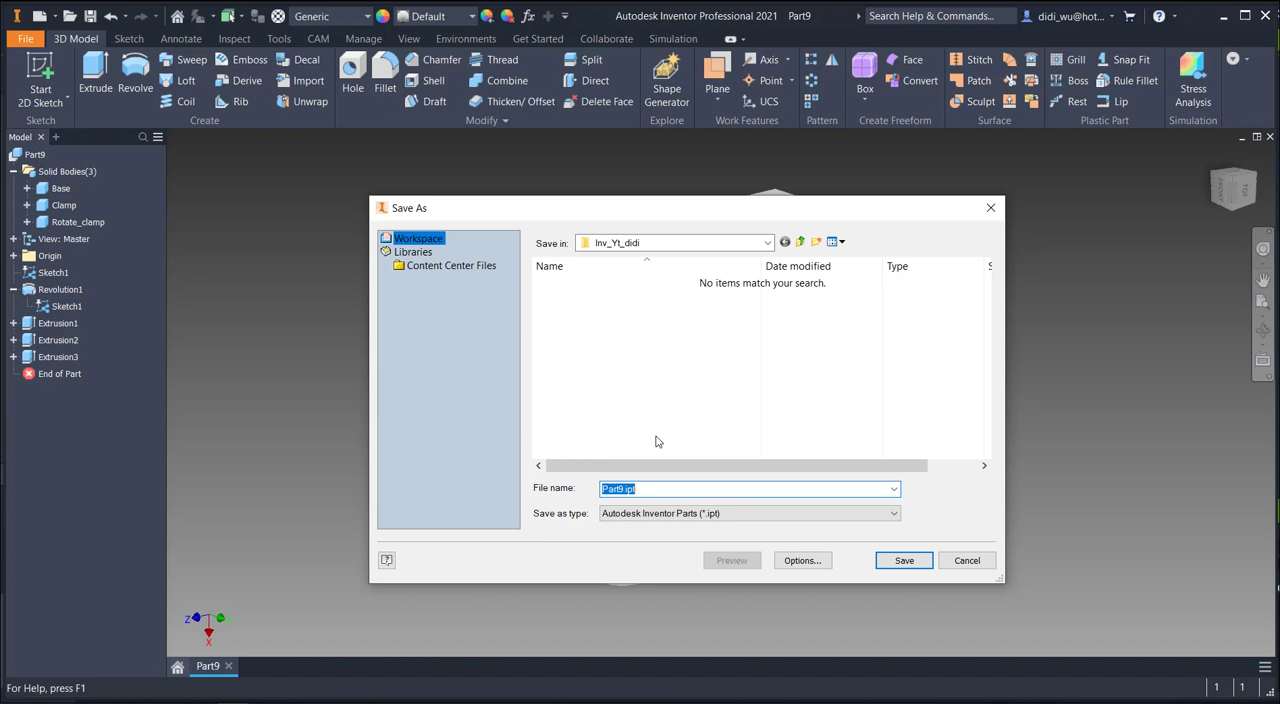 Generic
Default
Autodesk Inventor Professional 2021 Part9
Search Help & Commands...
didi_wu@hot...
File 3D Model Sketch Annotate Inspect Tools CAM Manage View Environments Get Started Collaborate Simulation
Start
2D Sketch
Sketch
Extrude
Revolve
Sweep
Emboss
Decal
Loft
Derive
Import
Coil
Rib
Unwrap
Create
Hole
Fillet
Chamfer
Thread
Split
Shell
Combine
Direct
Draft
Thicken/ Offset
Delete Face
Modify
Shape
Generator
Explore
Plane
Axis
Point
UCS
Work Features
Pattern
Box
Face
Convert
Create Freeform
Stitch
Patch
Sculpt
Surface
Grill
Snap Fit
Boss
Rule Fillet
Rest
Lip
Plastic Part
Stress
Analysis
Simulation
Model
Part9
Solid Bodies(3)
Base
Clamp
Rotate_clamp
View: Master
Origin
Sketch1
Revolution1
Sketch1
Extrusion1
Extrusion2
Extrusion3
End of Part
Save As
Workspace
Libraries
Content Center Files
Save in: Inv_Yt_didi
Name Date modified Type S
No items match your search.
File name: Part9.ipt
Save as type: Autodesk Inventor Parts (*.ipt)
Preview Options... Save Cancel
FRONT
TOP
Z
X
Part9
For Help, press F1
1 1